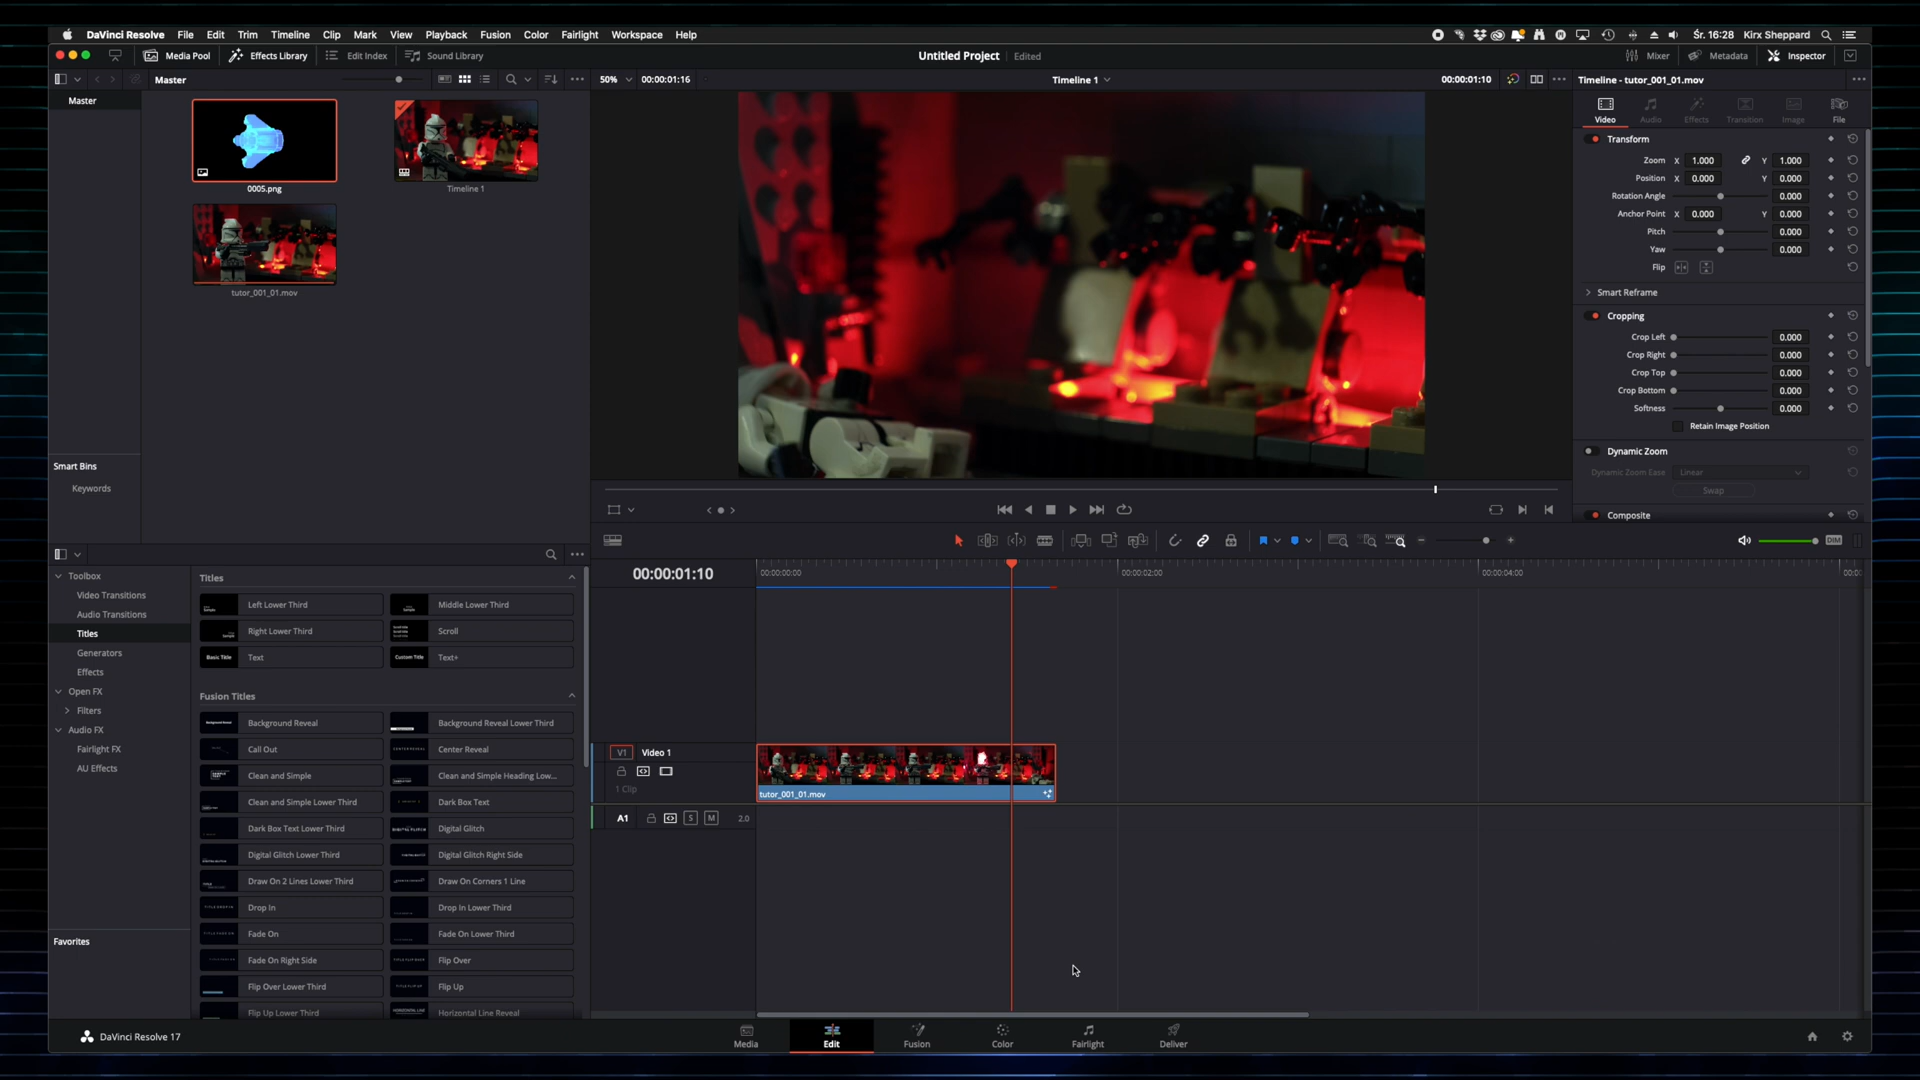 DaVinci Resolve File Edit Trim Timeline Clip Mark View Playback Fusion Color Fairlight Workspace Help
Śr. 16:28 Kirx Sheppard
Media Pool Effects Library Edit Index Sound Library
Untitled Project Edited
Mixer Metadata Inspector
Master
50% 00:00:01:16
Timeline 1
00:00:01:10
Timeline - tutor_001_01.mov
Master
0005.png
Timeline 1
tutor_001_01.mov
Smart Bins
Keywords
Video Audio Effects Transition Image File
Transform
Zoom X 1.000 Y 1.000
Position X 0.000 Y 0.000
Rotation Angle 0.000
Anchor Point X 0.000 Y 0.000
Pitch 0.000
Yaw 0.000
Flip
Smart Reframe
Cropping
Crop Left 0.000
Crop Right 0.000
Crop Top 0.000
Crop Bottom 0.000
Softness 0.000
Retain Image Position
Dynamic Zoom
Dynamic Zoom Ease Linear
Swap
Composite
DIM
Toolbox
Video Transitions
Audio Transitions
Titles
Generators
Effects
Open FX
Filters
Audio FX
Fairlight FX
AU Effects
Favorites
Titles
Left Lower Third
Middle Lower Third
Right Lower Third
Scroll
Basic Title Text
Custom Title Text+
Fusion Titles
Background Reveal
Background Reveal Lower Third
Call Out
Center Reveal
Clean and Simple
Clean and Simple Heading Low...
Clean and Simple Lower Third
Dark Box Text
Dark Box Text Lower Third
Digital Glitch
Digital Glitch Lower Third
Digital Glitch Right Side
Draw On 2 Lines Lower Third
Draw On Corners 1 Line
Drop In
Drop In Lower Third
Fade On
Fade On Lower Third
Fade On Right Side
Flip Over
Flip Over Lower Third
Flip Up
Flip Up Lower Third
Horizontal Line Reveal
00:00:01:10
00:00:00:00
00:00:02:00
00:00:04:00
V1 Video 1
1 Clip
tutor_001_01.mov
A1 S M 2.0
DaVinci Resolve 17
Media Edit Fusion Color Fairlight Deliver